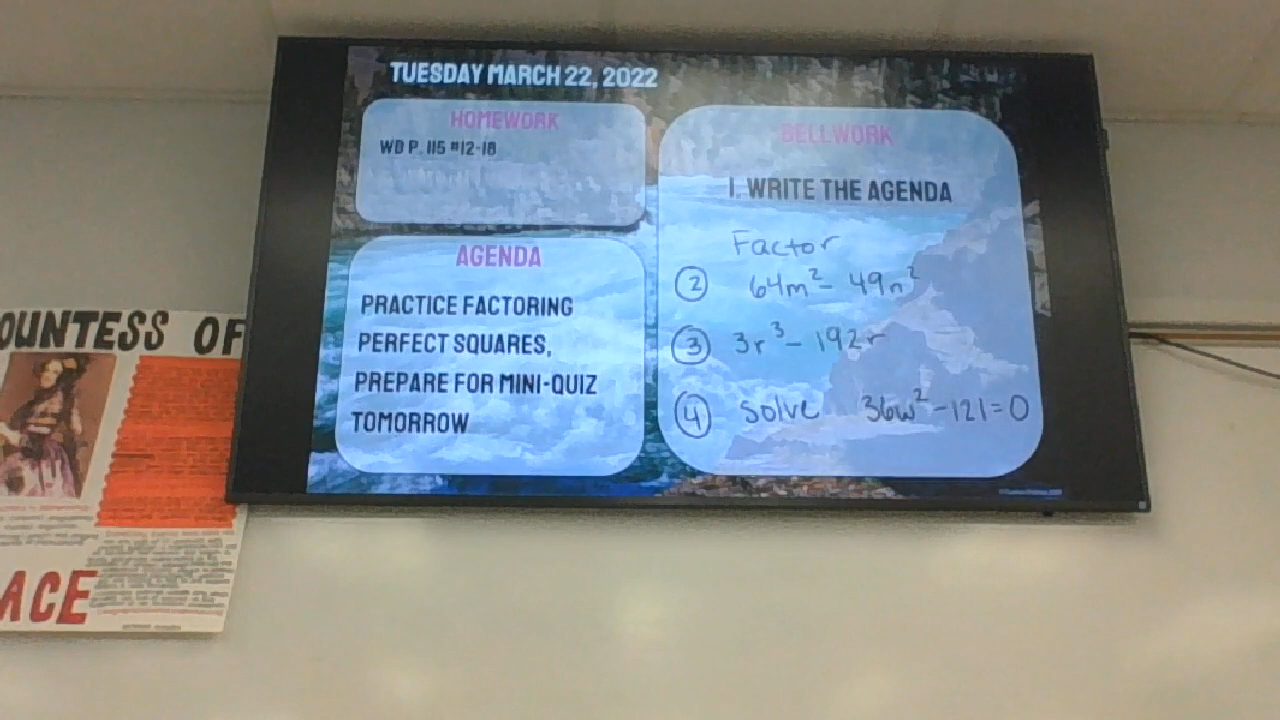 TUESDAY MARCH 22, 2022
HOMEWORK
WB P. 115 #12-18
AGENDA
PRACTICE FACTORING
PERFECT SQUARES,
PREPARE FOR MINI-QUIZ
TOMORROW
BELLWORK
1. WRITE THE AGENDA
Factor
② 64m² - 49n²
③ 3r³ - 192r
④ Solve 36w² - 121 = 0
OUNTESS OF
ACE